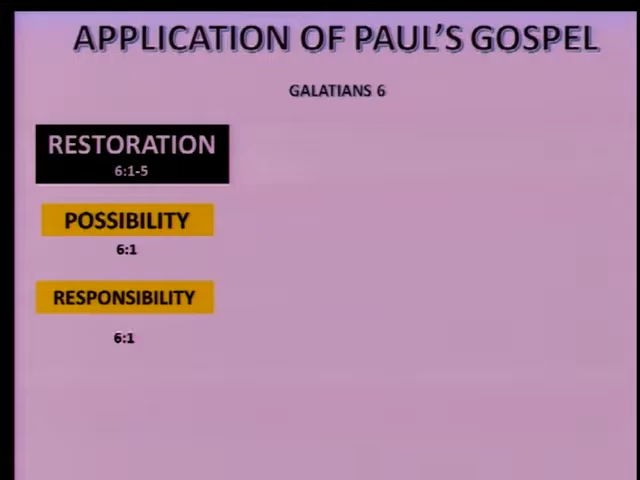 APPLICATION OF PAUL'S GOSPEL
GALATIANS 6
RESTORATION
6:1-5
POSSIBILITY
6:1
RESPONSIBILITY
6:1